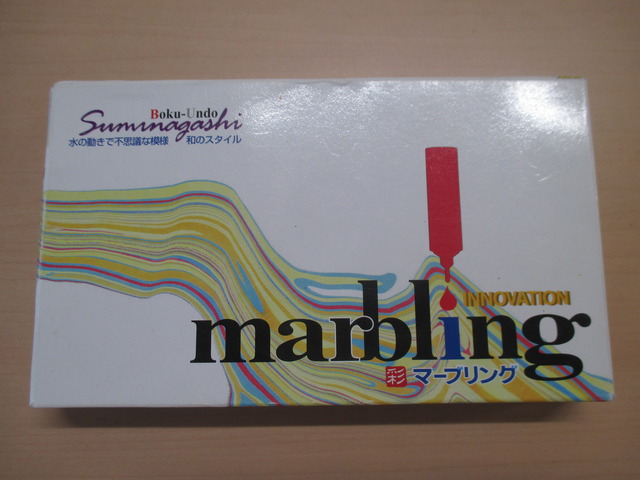 Boku-Undo
Suminagashi
水の動きで不思議な模様 和のスタイル
INNOVATION
marbling
彩 マーブリング